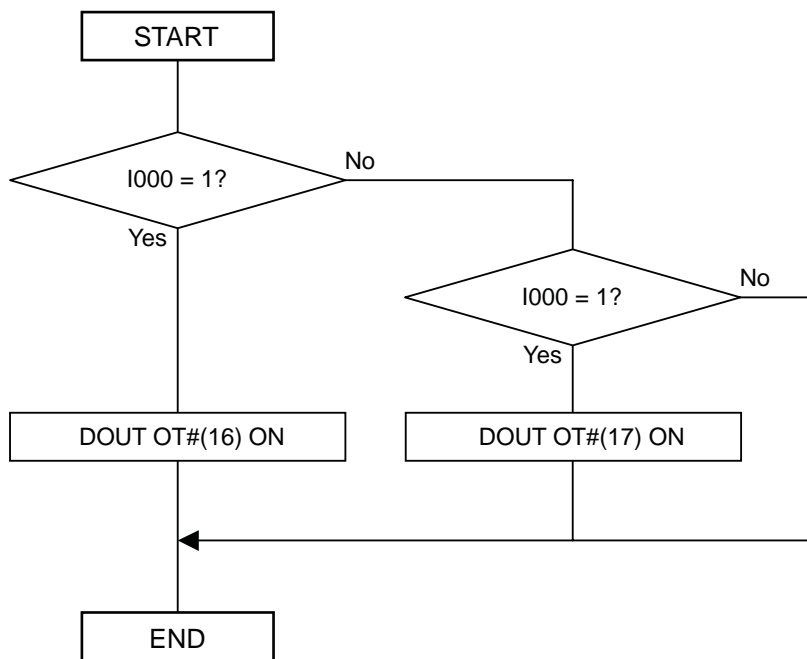 START
I000 = 1?
No
Yes
I000 = 1?
No
Yes
DOUT OT#(16) ON
DOUT OT#(17) ON
END